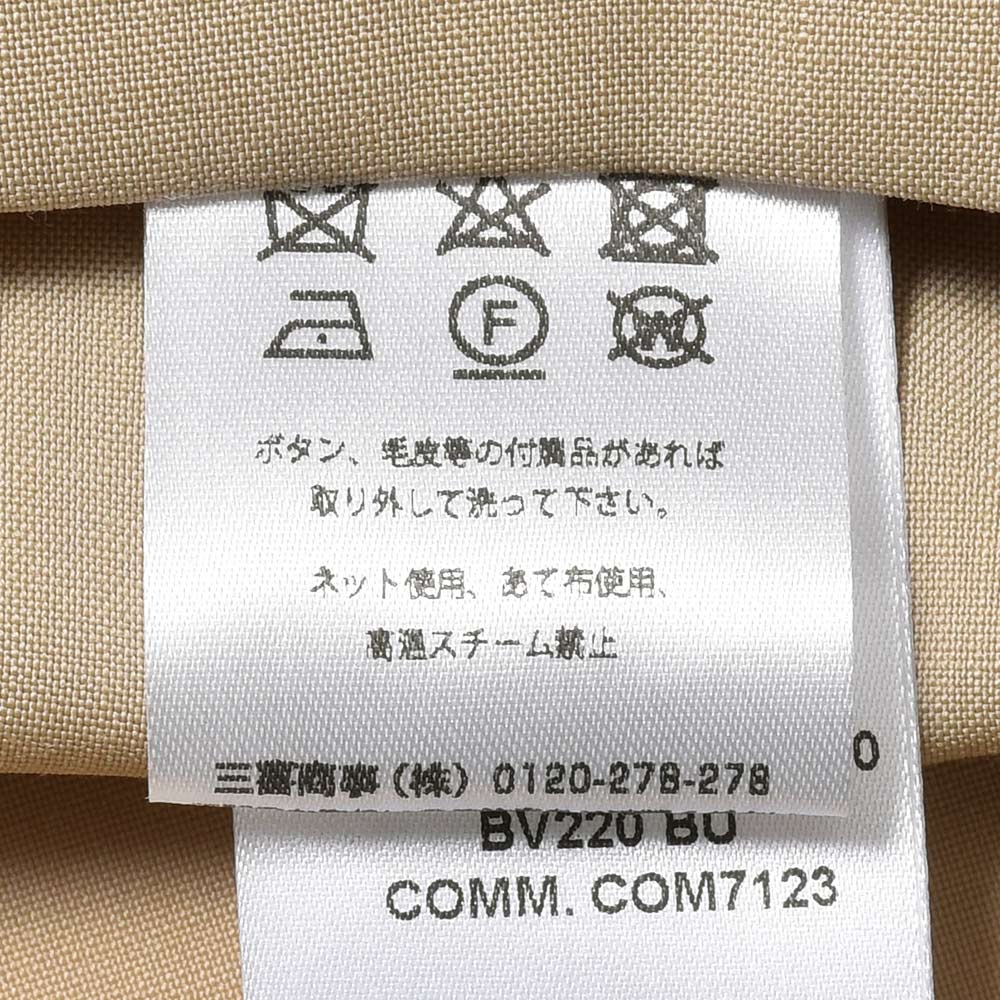 F
W
ボタン、毛皮等の付属品があれば
取り外して洗って下さい。
ネット使用、あて布使用、
高温スチーム禁止
三喜商事(株) 0120-278-278
0
BV220 BU
COMM. COM7123